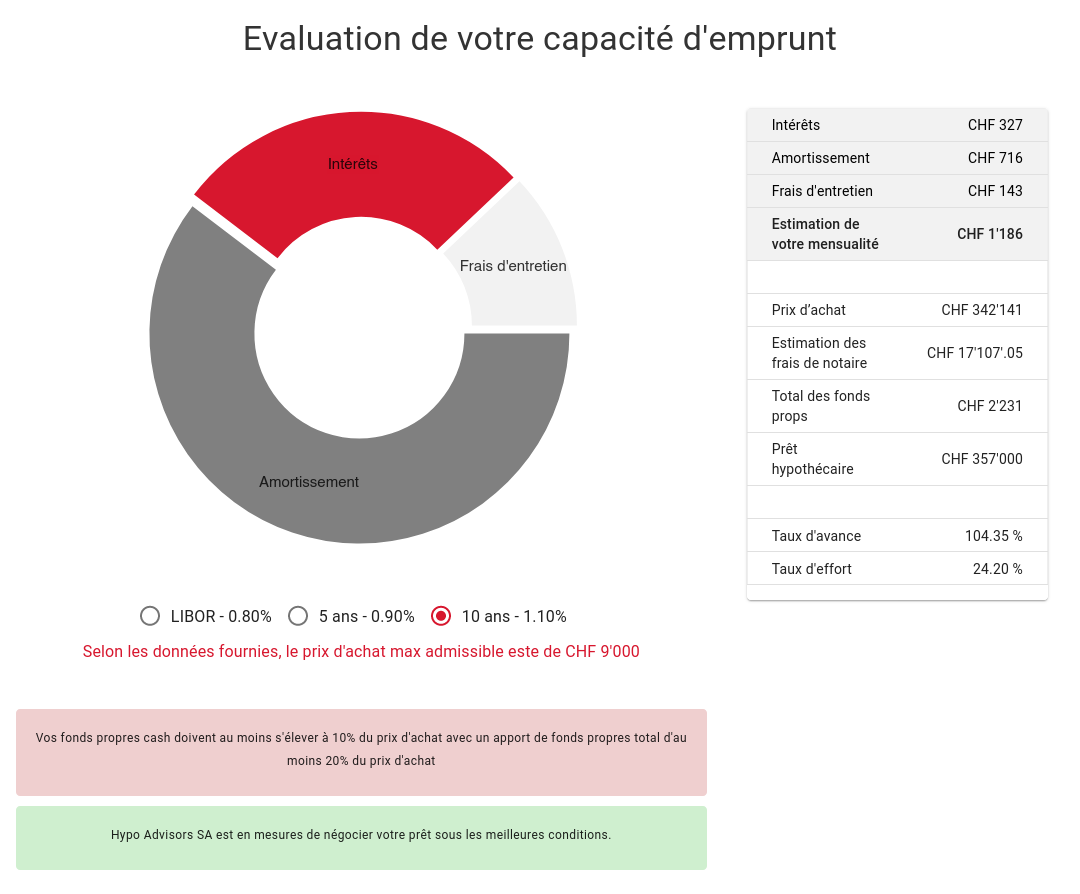 Evaluation de votre capacité d'emprunt
Intérêts
Frais d'entretien
Amortissement
LIBOR - 0.80%
5 ans - 0.90%
10 ans - 1.10%
Selon les données fournies, le prix d'achat max admissible este de CHF 9'000
Vos fonds propres cash doivent au moins s'élever à 10% du prix d'achat avec un apport de fonds propres total d'au
moins 20% du prix d'achat
Hypo Advisors SA est en mesures de négocier votre prêt sous les meilleures conditions.
Intérêts CHF 327
Amortissement CHF 716
Frais d'entretien CHF 143
Estimation de
votre mensualité CHF 1'186
Prix d’achat CHF 342'141
Estimation des
frais de notaire CHF 17'107'.05
Total des fonds
props CHF 2'231
Prêt
hypothécaire CHF 357'000
Taux d'avance 104.35 %
Taux d'effort 24.20 %